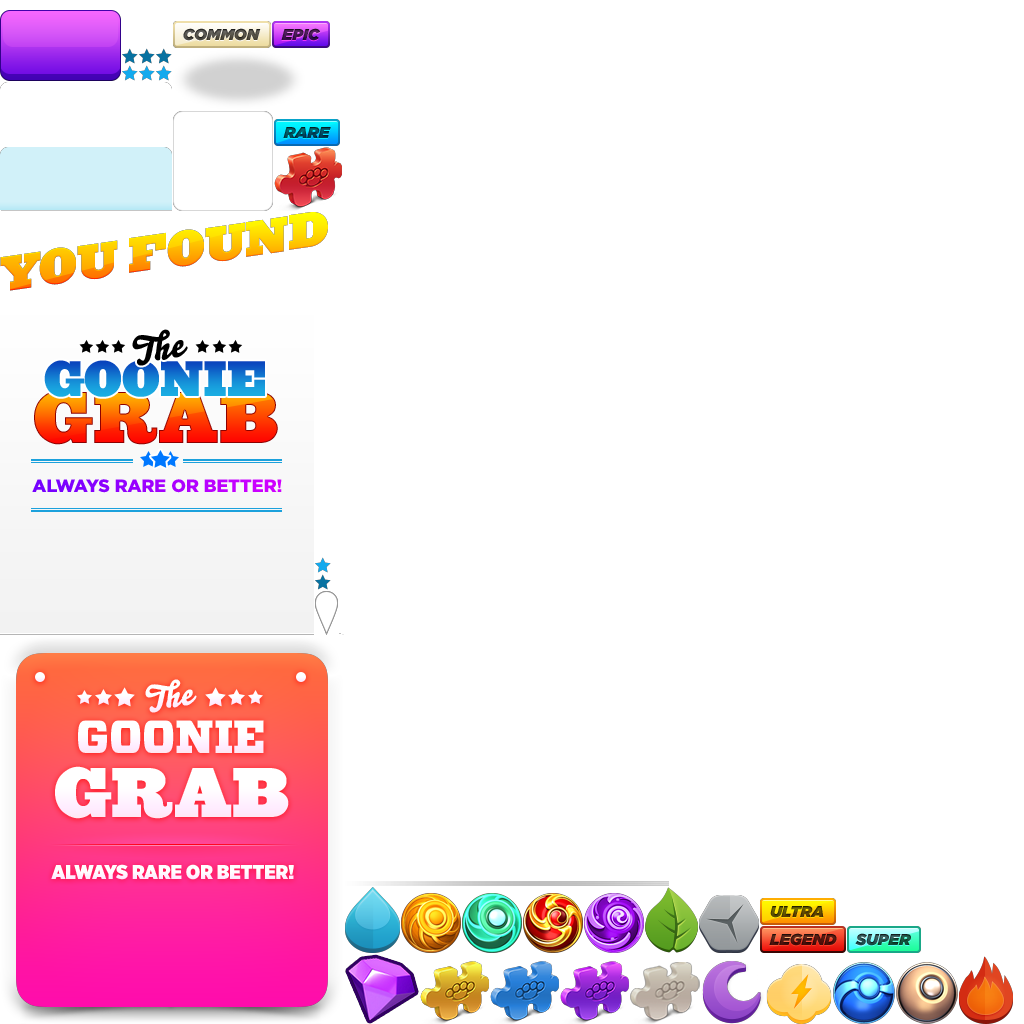 COMMON
EPIC
RARE
YOU FOUND
The
GOONIE
GRAB
ALWAYS RARE OR BETTER!
The
GOONIE
GRAB
ALWAYS RARE OR BETTER!
ULTRA
LEGEND
SUPER